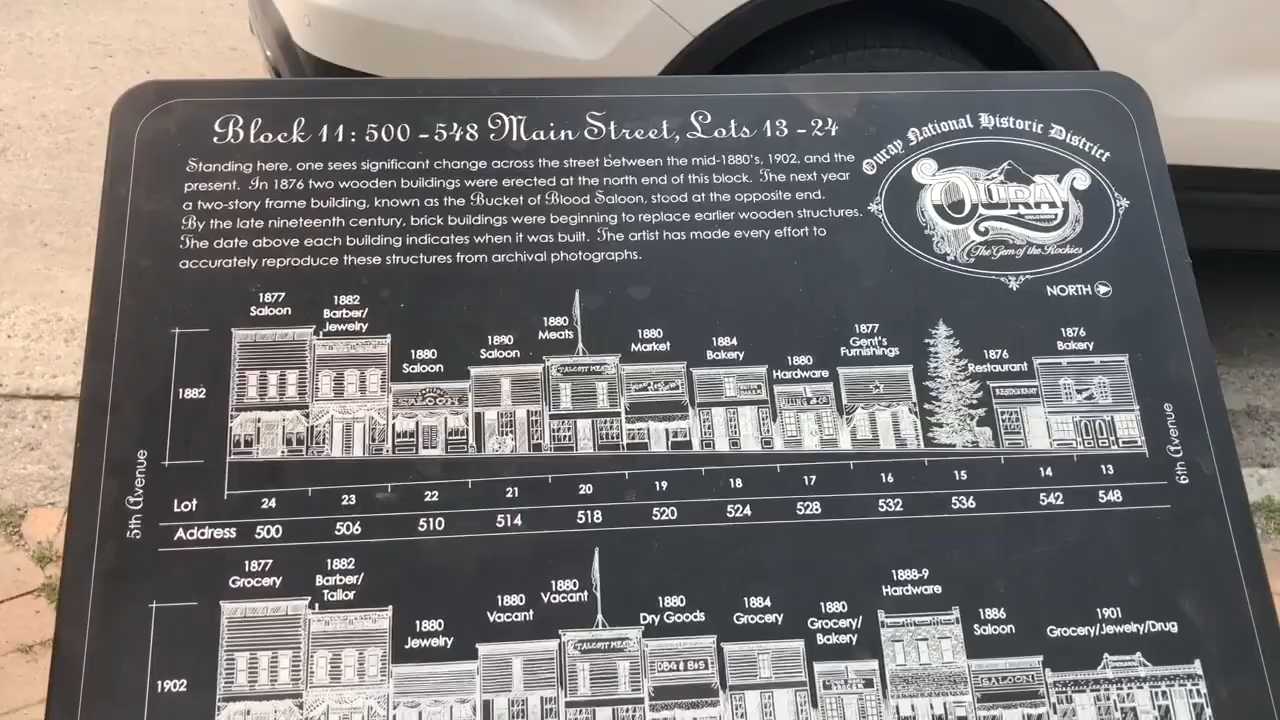 Block 11: 500 - 548 Main Street, Lots 13 - 24
Standing here, one sees significant change across the street between the mid-1880's, 1902, and the
present. In 1876 two wooden buildings were erected at the north end of this block. The next year
a two-story frame building, known as the Bucket of Blood Saloon, stood at the opposite end.
By the late nineteenth century, brick buildings were beginning to replace earlier wooden structures.
The date above each building indicates when it was built. The artist has made every effort to
accurately reproduce these structures from archival photographs.
Ouray National Historic District
OURAY
COLORADO
The Gem of the Rockies
NORTH
1877
Saloon
1882
Barber/
Jewelry
1880
Saloon
1880
Saloon
1880
Meats
1880
Market
1884
Bakery
1880
Hardware
1877
Gent's
Furnishings
1876
Restaurant
1876
Bakery
1882
SALOON
TALCOTT MEATS
RESTAURANT
5th Avenue
6th Avenue
Lot 24 23 22 21 20 19 18 17 16 15 14 13
Address 500 506 510 514 518 520 524 528 532 536 542 548
1877
Grocery
1882
Barber/
Tailor
1880
Jewelry
1880
Vacant
1880
Vacant
1880
Dry Goods
1884
Grocery
1880
Grocery/
Bakery
1888-9
Hardware
1886
Saloon
1901
Grocery/Jewelry/Drug
1902
TALCOTT MEATS
SALOON